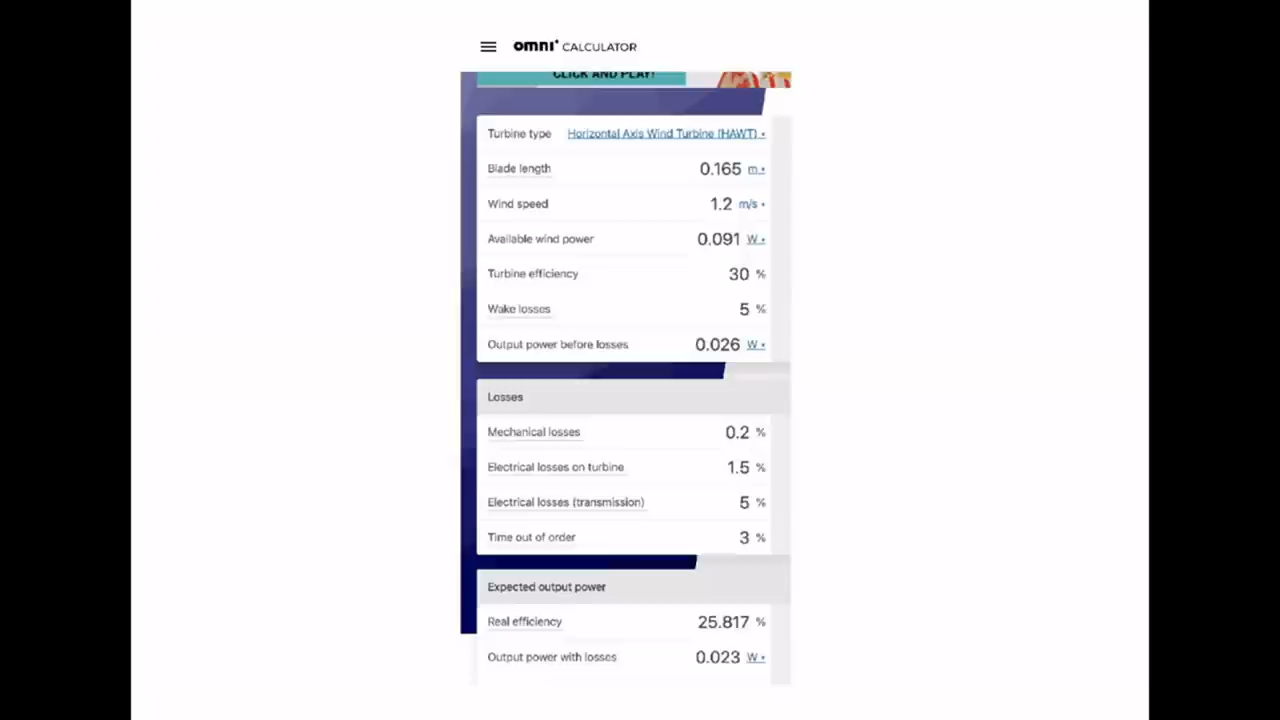 omni CALCULATOR
CLICK AND PLAY!
Turbine type Horizontal Axis Wind Turbine (HAWT)
Blade length 0.165 m
Wind speed 1.2 m/s
Available wind power 0.091 W
Turbine efficiency 30 %
Wake losses 5 %
Output power before losses 0.026 W
Losses
Mechanical losses 0.2 %
Electrical losses on turbine 1.5 %
Electrical losses (transmission) 5 %
Time out of order 3 %
Expected output power
Real efficiency 25.817 %
Output power with losses 0.023 W